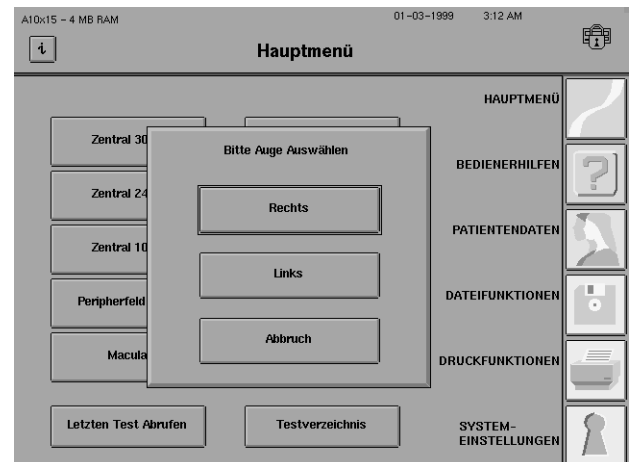 A10x15 - 4 MB RAM
01-03-1999 3:12 AM
i
Hauptmenü
HAUPTMENÜ
Zentral 30
Bitte Auge Auswählen
BEDIENERHILFEN
Zentral 24
Rechts
PATIENTENDATEN
Zentral 10
Links
Peripherfeld
DATEIFUNKTIONEN
Abbruch
Macula
DRUCKFUNKTIONEN
Letzten Test Abrufen
Testverzeichnis
SYSTEM-
EINSTELLUNGEN